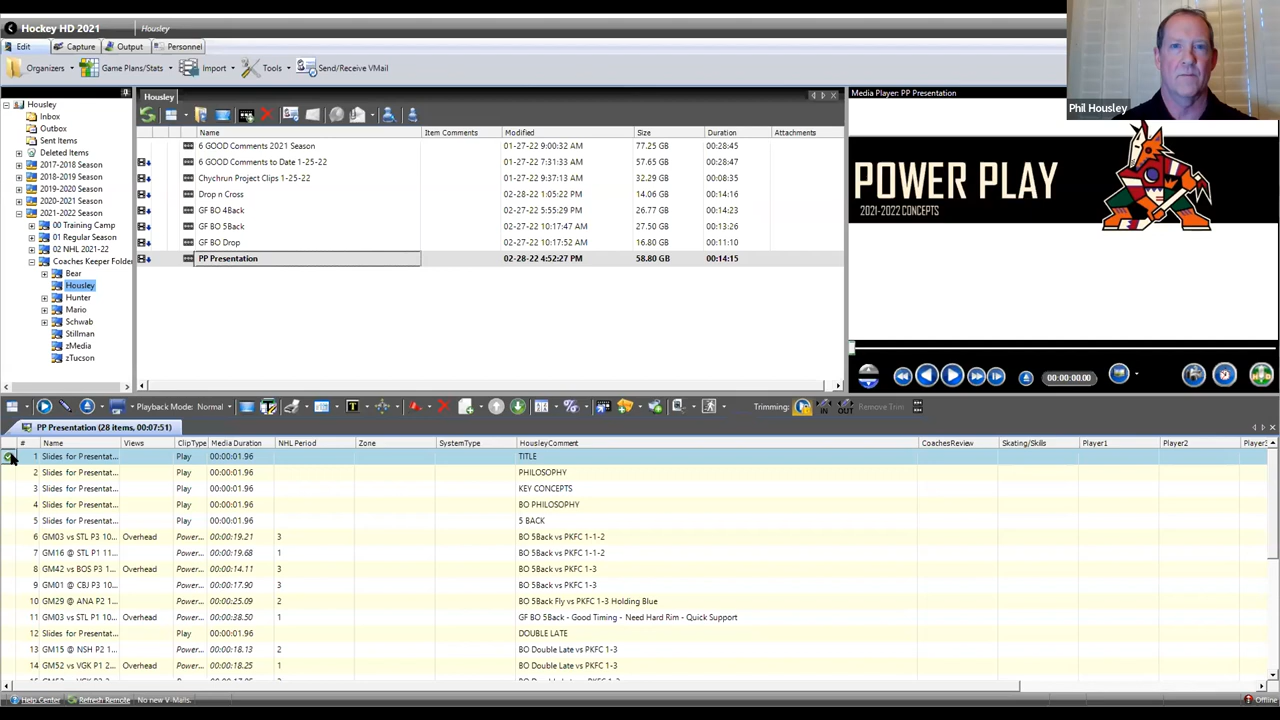 Hockey HD 2021 Housley
Edit Capture Output Personnel
Organizers Game Plans/Stats Import Tools Send/Receive VMail
Phil Housley
Housley
Inbox
Outbox
Sent Items
Deleted Items
2017-2018 Season
2018-2019 Season
2019-2020 Season
2020-2021 Season
2021-2022 Season
00 Training Camp
01 Regular Season
02 NHL 2021-22
Coaches Keeper Folder
Bear
Housley
Hunter
Mario
Schwab
Stillman
zMedia
zTucson
Housley
Name Item Comments Modified Size Duration Attachments
6 GOOD Comments 2021 Season 01-27-22 9:00:32 AM 77.25 GB 00:28:45
6 GOOD Comments to Date 1-25-22 01-27-22 7:31:33 AM 57.65 GB 00:28:47
Chychrun Project Clips 1-25-22 01-27-22 9:37:13 AM 32.29 GB 00:08:35
Drop n Cross 02-28-22 1:05:22 PM 14.06 GB 00:14:16
GF BO 4Back 02-27-22 5:55:29 PM 26.77 GB 00:14:23
GF BO 5Back 02-27-22 10:17:47 AM 27.50 GB 00:13:26
GF BO Drop 02-27-22 10:17:52 AM 16.80 GB 00:11:10
PP Presentation 02-28-22 4:52:27 PM 58.80 GB 00:14:15
Media Player: PP Presentation
POWER PLAY
2021-2022 CONCEPTS
00:00:00.00
Playback Mode: Normal Trimming: IN OUT Remove Trim
PP Presentation (28 items, 00:07:51)
# Name Views ClipType Media Duration NHL Period Zone SystemType HousleyComment CoachesReview Skating/Skills Player1 Player2 Player3
1 Slides for Presentat... Play 00:00:01.96 TITLE
2 Slides for Presentat... Play 00:00:01.96 PHILOSOPHY
3 Slides for Presentat... Play 00:00:01.96 KEY CONCEPTS
4 Slides for Presentat... Play 00:00:01.96 BO PHILOSOPHY
5 Slides for Presentat... Play 00:00:01.96 5 BACK
6 GM03 vs STL P3 10... Overhead Power... 00:00:19.21 3 BO 5Back vs PKFC 1-1-2
7 GM16 @ STL P1 11... Power... 00:00:19.68 1 BO 5Back vs PKFC 1-1-2
8 GM42 vs BOS P3 1... Overhead Power... 00:00:14.11 3 BO 5Back vs PKFC 1-3
9 GM01 @ CBJ P3 10... Power... 00:00:17.90 3 BO 5Back vs PKFC 1-3
10 GM29 @ ANA P2 1... Power... 00:00:25.09 2 BO 5Back Fly vs PKFC 1-3 Holding Blue
11 GM03 vs STL P1 10... Overhead Power... 00:00:38.50 1 GF BO 5Back - Good Timing - Need Hard Rim - Quick Support
12 Slides for Presentat... Play 00:00:01.96 DOUBLE LATE
13 GM15 @ NSH P2 1... Power... 00:00:18.13 2 BO Double Late vs PKFC 1-3
14 GM52 vs VGK P1 2... Overhead Power... 00:00:18.25 1 BO Double Late vs PKFC 1-3
Help Center Refresh Remote No new V-Mails. Offline